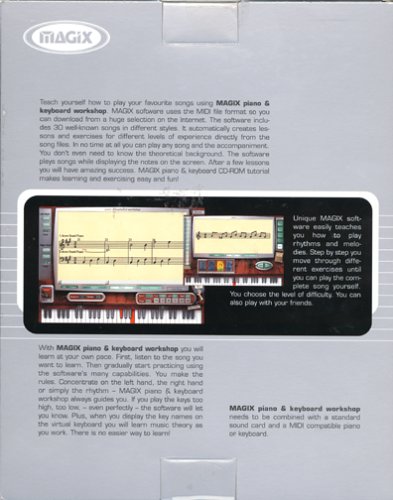 MAGIX
Teach yourself how to play your favourite songs using MAGIX piano &
keyboard workshop. MAGIX software uses the MIDI file format so you
can download from a huge selection on the Internet. The software inclu-
des 30 well-known songs in different styles. It automatically creates les-
sons and exercises for different levels of experience directly from the
song files. In no time at all you can play any song and the accompaniment.
You don't even need to know the theoretical background. The software
plays songs while displaying the notes on the screen. After a few lessons
you will have amazing success. MAGIX piano & keyboard CD-ROM tutorial
makes learning and exercising easy and fun!
Unique MAGIX soft-
ware easily teaches
you how to play
rhythms and melo-
dies. Step by step you
move through diffe-
rent exercises until
you can play the com-
plete song yourself.
You choose the level of difficulty. You can
also play with your friends.
With MAGIX piano & keyboard workshop you will
learn at your own pace. First, listen to the song you
want to learn. Then gradually start practicing using
the software's many capabilities. You make the
rules. Concentrate on the left hand, the right hand
or simply the rhythm – MAGIX piano & keyboard
workshop always guides you. If you play the keys too
high, too low, – even perfectly – the software will let
you know. Plus, when you display the key names on
the virtual keyboard you will learn music theory as
you work. There is no easier way to learn!
MAGIX piano & keyboard workshop
needs to be combined with a standard
sound card and a MIDI compatible piano
or keyboard.